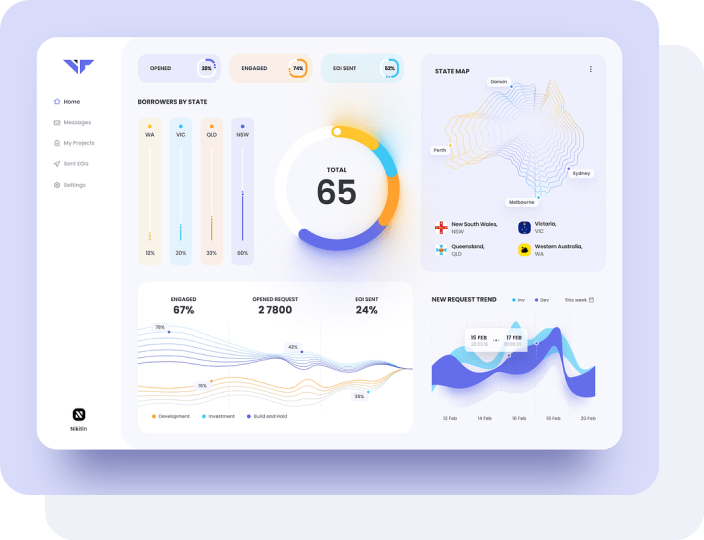 Home
Messages
My Projects
Sent EOIs
Settings
Nikitin
OPENED
ENGAGED
74%
EOI SENT
53%
BORROWERS BY STATE
WA
VIC
QLD
NSW
12%
20%
33%
60%
TOTAL
65
STATE MAP
Darwin
Perth
Sydney
Melbourne
New South Wales,
NSW
Victoria,
VIC
Queensland,
QLD
Western Australia,
WA
ENGAGED
67%
OPENED REQUEST
2 7800
EOI SENT
24%
78%
42%
16%
35%
Development
Investment
Build and Hold
NEW REQUEST TREND
Inv
Dev
This week
15 FEB
17 FEB
12 Feb
14 Feb
16 Feb
18 Feb
20 Feb